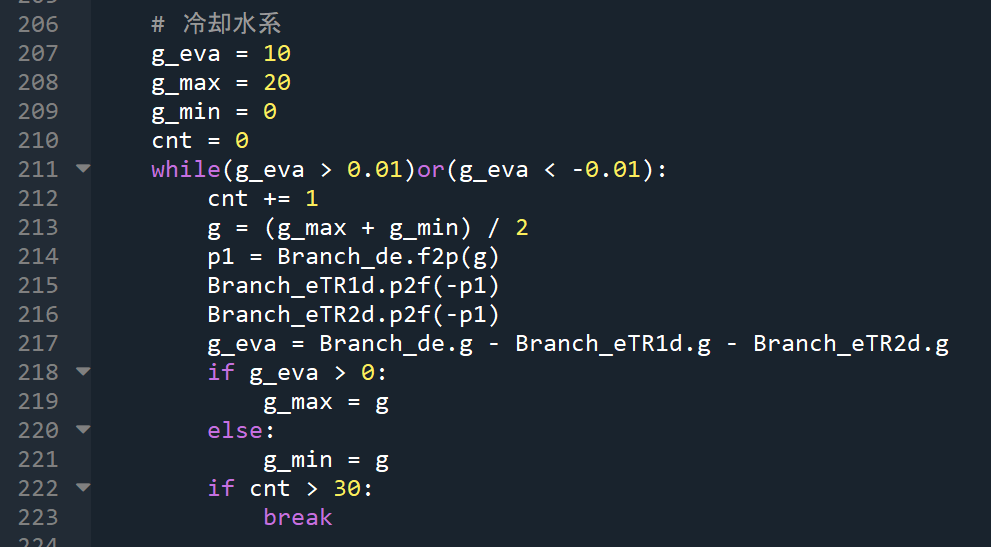 206 # 冷却水系
207 g_eva = 10
208 g_max = 20
209 g_min = 0
210 cnt = 0
211 while(g_eva > 0.01)or(g_eva < -0.01):
212 cnt += 1
213 g = (g_max + g_min) / 2
214 p1 = Branch_de.f2p(g)
215 Branch_eTR1d.p2f(-p1)
216 Branch_eTR2d.p2f(-p1)
217 g_eva = Branch_de.g - Branch_eTR1d.g - Branch_eTR2d.g
218 if g_eva > 0:
219 g_max = g
220 else:
221 g_min = g
222 if cnt > 30:
223 break